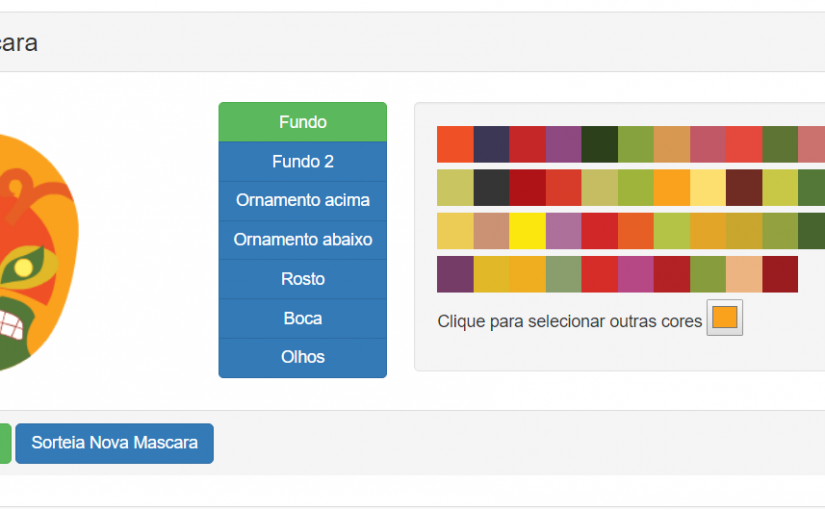 cara
Fundo
Fundo 2
Ornamento acima
Ornamento abaixo
Rosto
Boca
Olhos
Clique para selecionar outras cores
Sorteia Nova Mascara